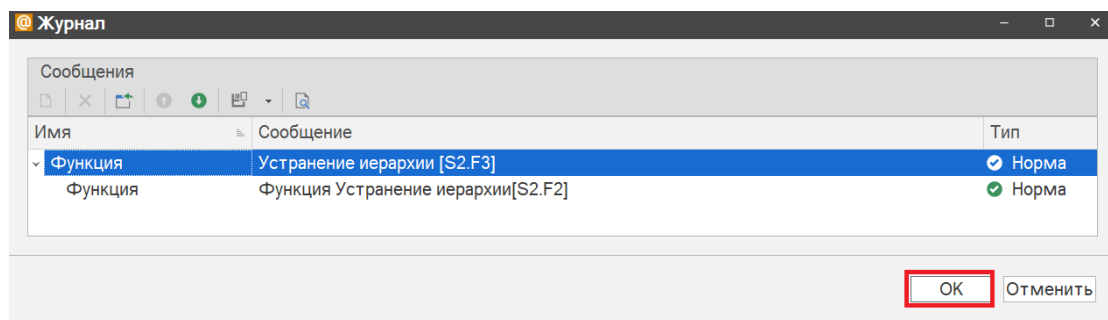 Журнал
Сообщения
Имя Сообщение Тип
Функция Устранение иерархии [S2.F3] Норма
Функция Функция Устранение иерархии[S2.F2] Норма
OK Отменить